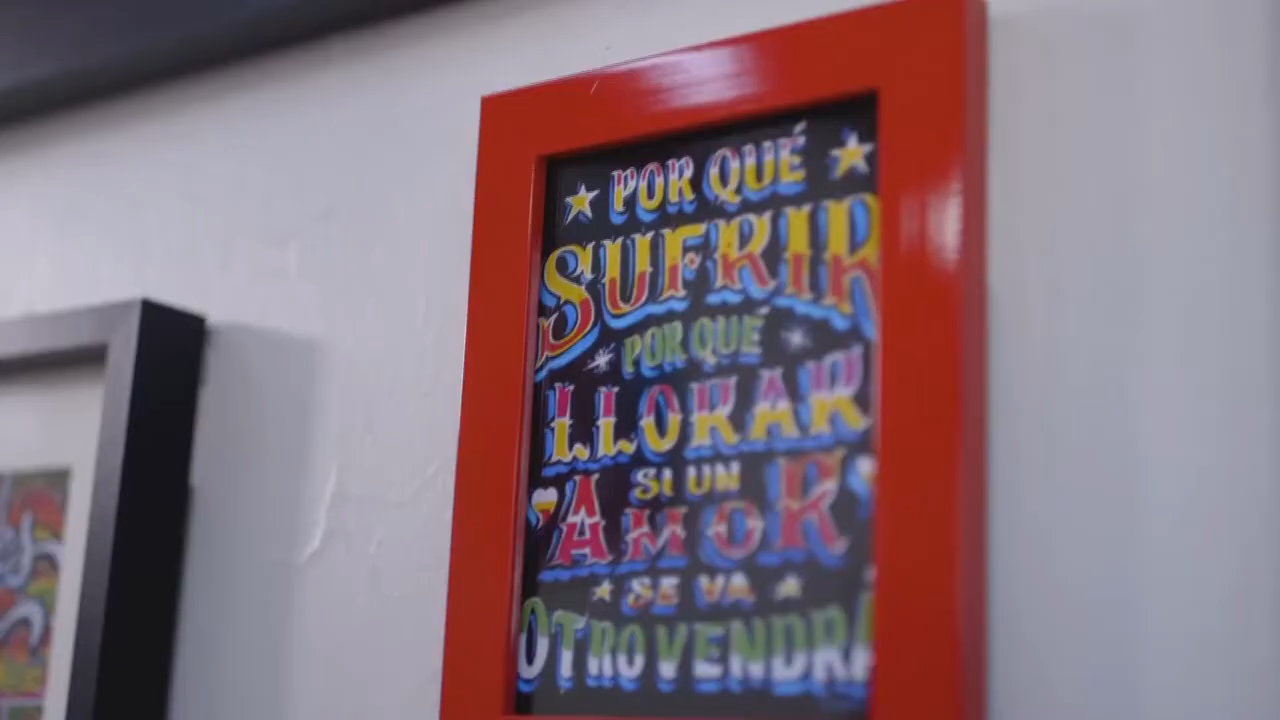 POR QUÉ
SUFRIR
POR QUÉ
LLORAR
SI UN
AMOR
SE VA
OTRO VENDRÁ